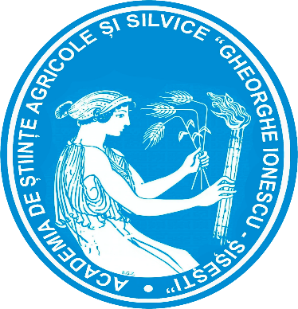 ACADEMIA DE ȘTIINȚE AGRICOLE ȘI SILVICE "GHEORGHE IONESCU - ȘIȘEȘTI"